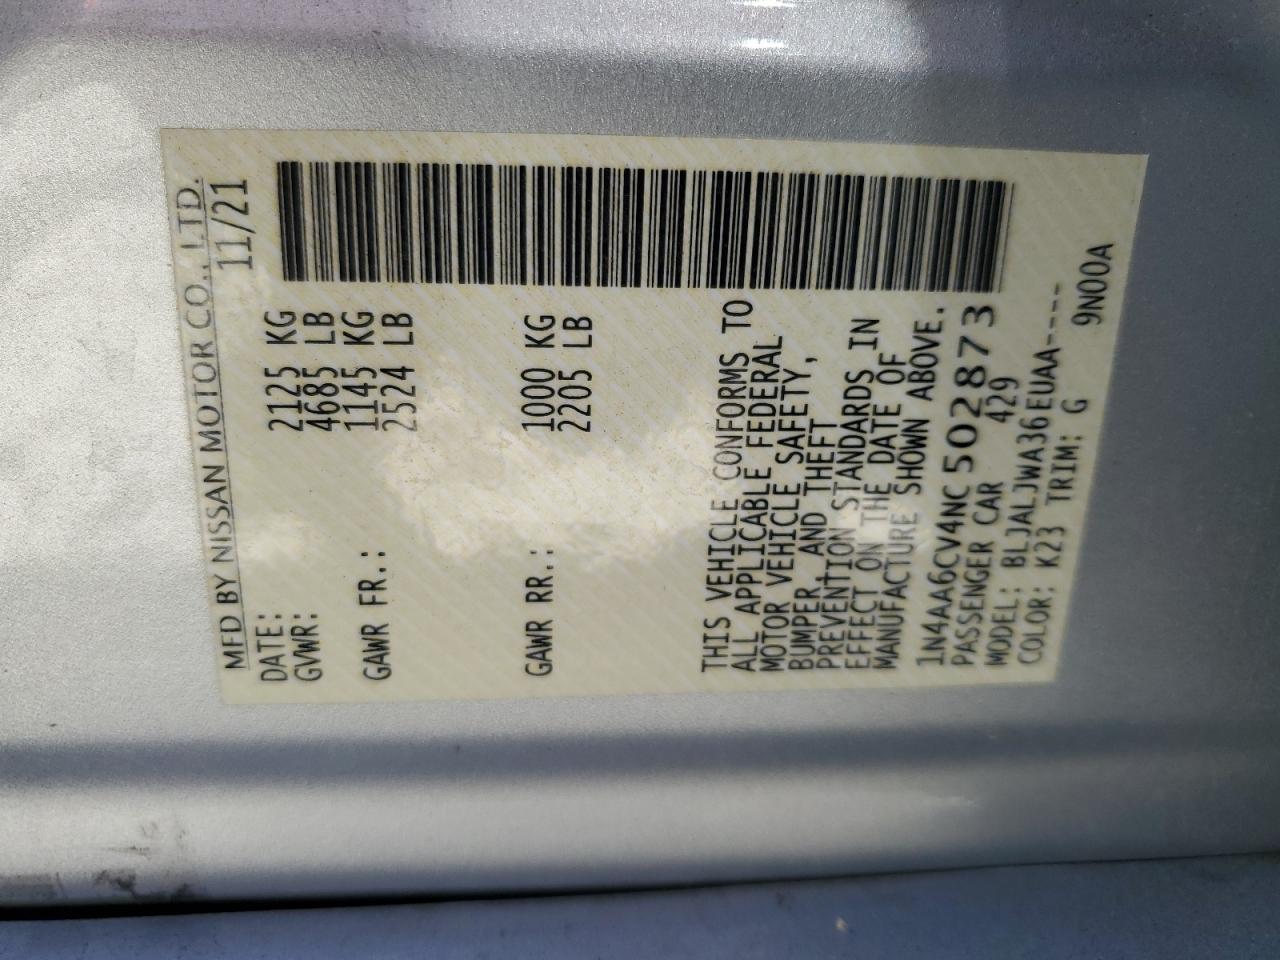 MFD BY NISSAN MOTOR CO., LTD.
DATE: 11/21
GVWR: 2125 KG
4685 LB
GAWR FR.: 1145 KG
2524 LB
GAWR RR.: 1000 KG
2205 LB
THIS VEHICLE CONFORMS TO
ALL APPLICABLE FEDERAL
MOTOR VEHICLE SAFETY,
BUMPER, AND THEFT
PREVENTION STANDARDS IN
EFFECT ON THE DATE OF
MANUFACTURE SHOWN ABOVE.
1N4AA6CV4NC502873
PASSENGER CAR 429
MODEL: BLJALJWA36EUAA----
COLOR: K23 TRIM: G 9N00A